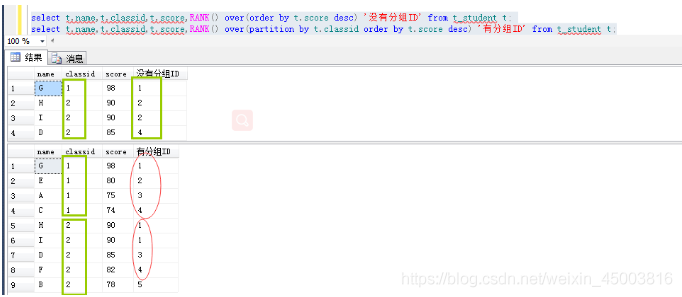 select t.name,t.classid,t.score,RANK() over(order by t.score desc) '没有分组ID' from t_student t;
select t.name,t.classid,t.score,RANK() over(partition by t.classid order by t.score desc) '有分组ID' from t_student t;
100 %
结果 消息
name classid score 没有分组ID
1 G 1 98 1
2 H 2 90 2
3 I 2 90 2
4 D 2 85 4
name classid score 有分组ID
1 G 1 98 1
2 E 1 80 2
3 A 1 75 3
4 C 1 74 4
5 H 2 90 1
6 I 2 90 1
7 D 2 85 3
8 F 2 82 4
9 B 2 78 5
https://blog.csdn.net/weixin_45003816